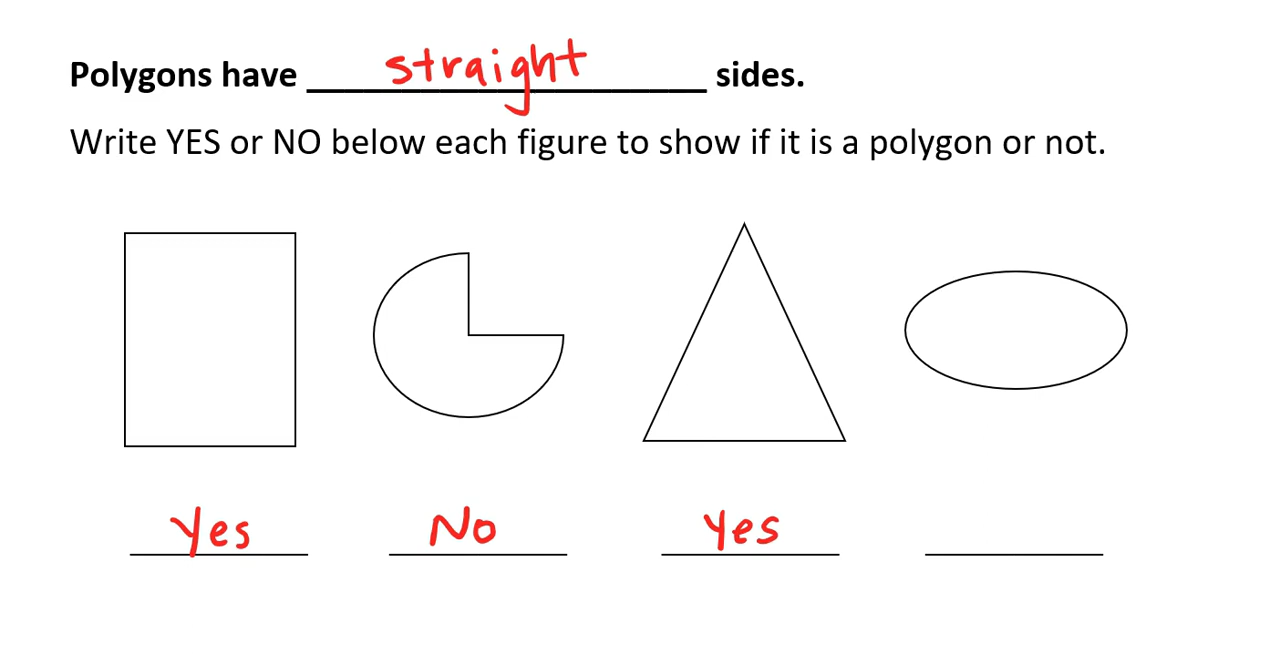 Polygons have straight sides.
Write YES or NO below each figure to show if it is a polygon or not.
Yes No Yes